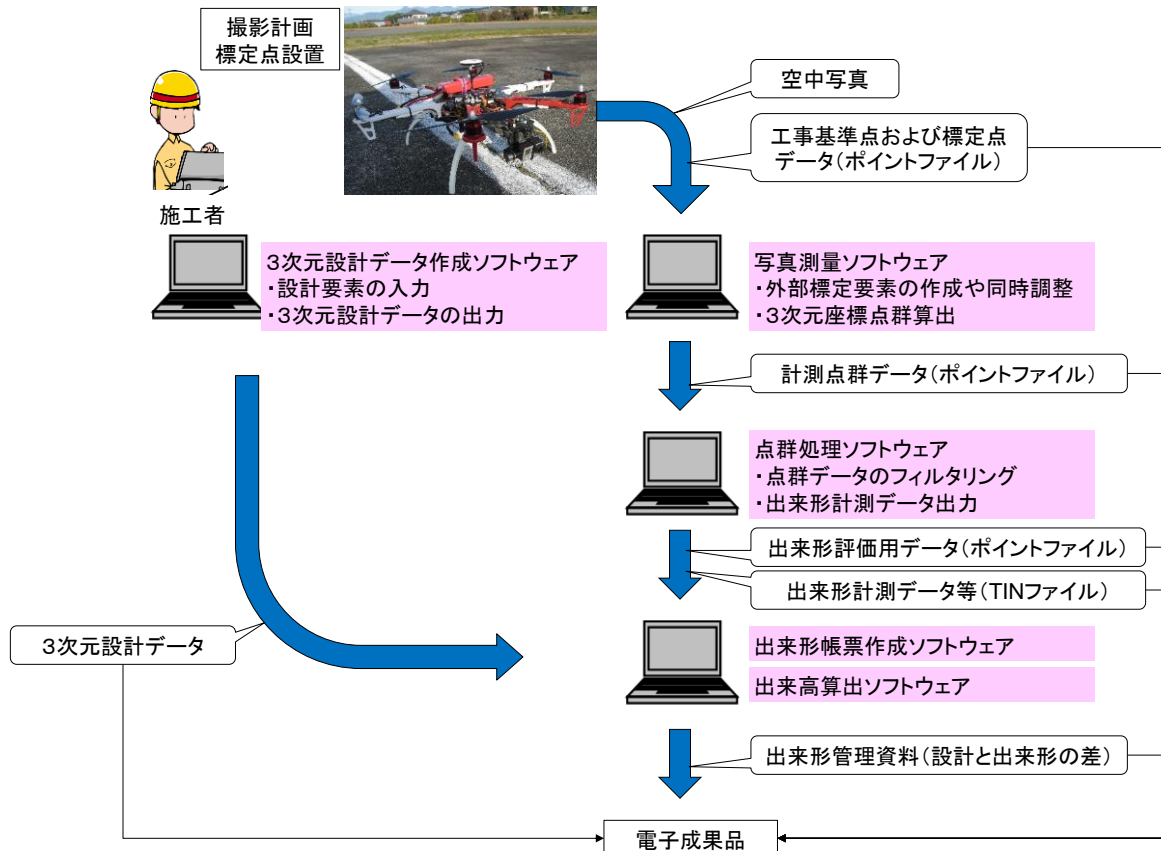 撮影計画
標定点設置
空中写真
工事基準点および標定点
データ(ポイントファイル)
施工者
3次元設計データ作成ソフトウェア
・設計要素の入力
・3次元設計データの出力
写真測量ソフトウェア
・外部標定要素の作成や同時調整
・3次元座標点群算出
計測点群データ(ポイントファイル)
点群処理ソフトウェア
・点群データのフィルタリング
・出来形計測データ出力
出来形評価用データ(ポイントファイル)
出来形計測データ等(TINファイル)
3次元設計データ
出来形帳票作成ソフトウェア
出来高算出ソフトウェア
出来形管理資料(設計と出来形の差)
電子成果品